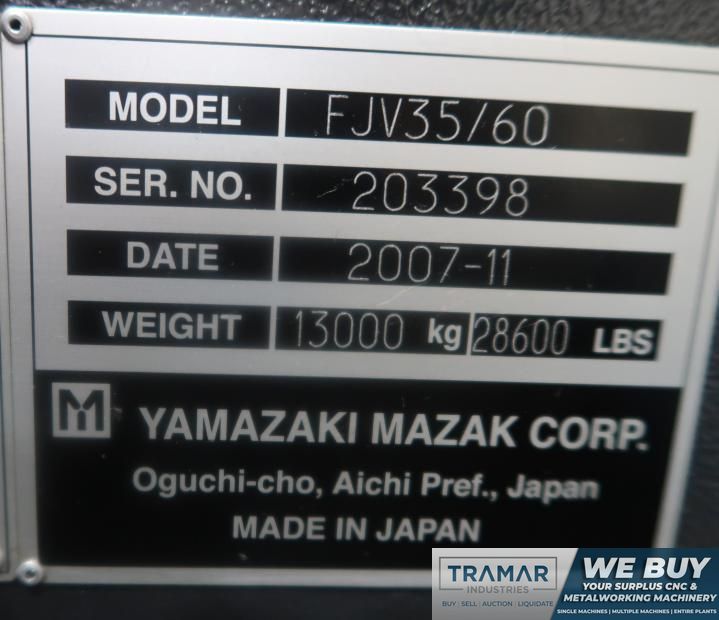 MODEL FJV35/60
SER. NO. 203398
DATE 2007-11
WEIGHT 13000 kg 28600 LBS
M YAMAZAKI MAZAK CORP.
Oguchi-cho, Aichi Pref., Japan
MADE IN JAPAN
TRAMAR
INDUSTRIES
BUY | SELL | AUCTION | LIQUIDATE
WE BUY
YOUR SURPLUS CNC &
METALWORKING MACHINERY
SINGLE MACHINES | MULTIPLE MACHINES | ENTIRE PLANTS